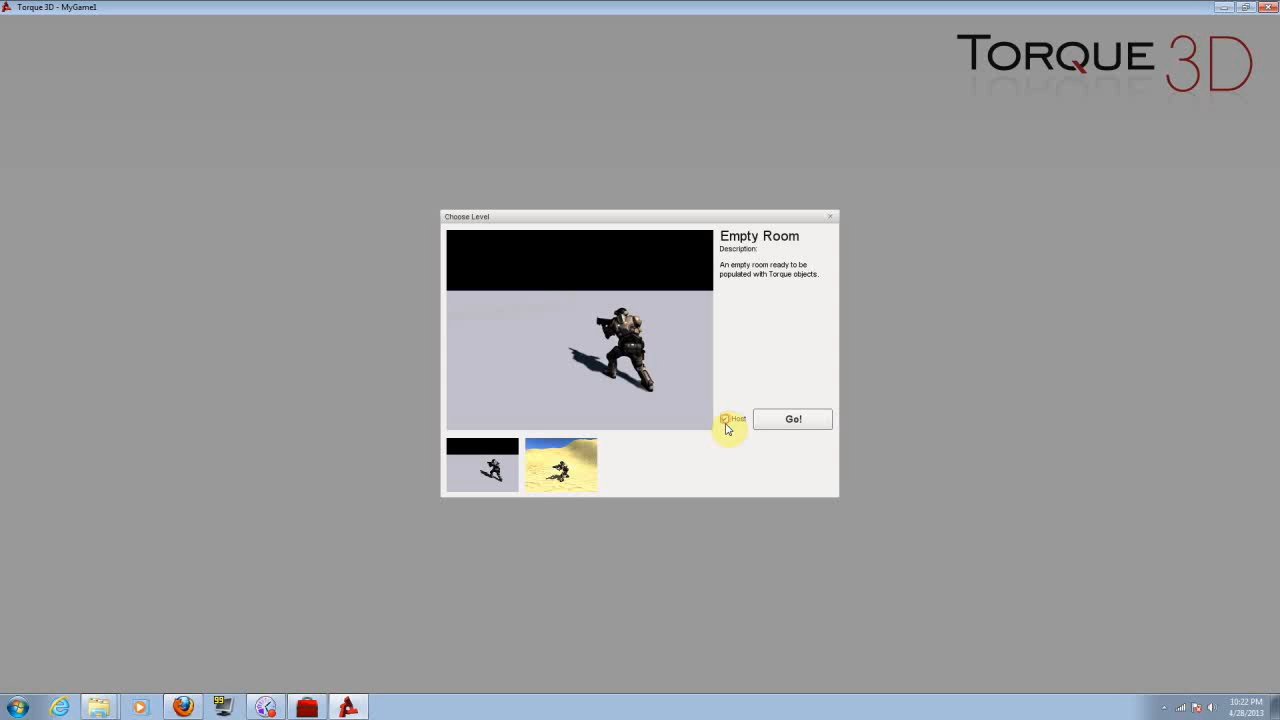 Torque 3D - MyGame1
TORQUE 3D
Choose Level
Empty Room
Description:
An empty room ready to be
populated with Torque objects.
Host
Go!
99
10:22 PM
4/28/2013